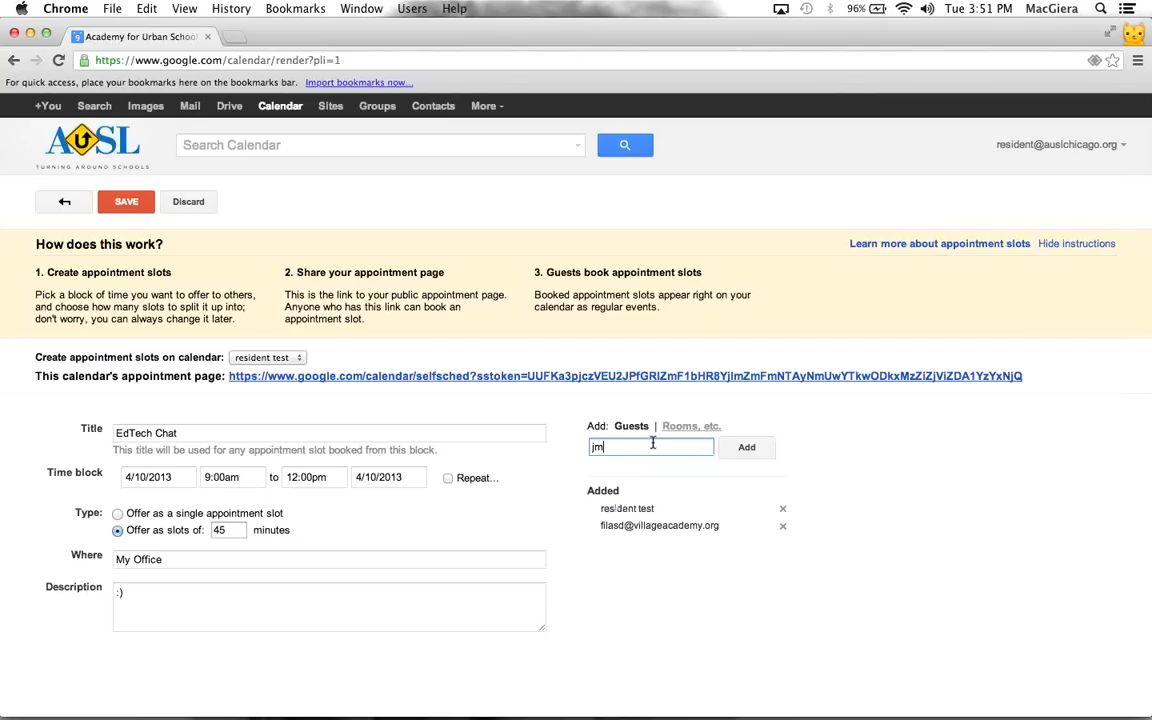 Chrome File Edit View History Bookmarks Window Users Help 96% Tue 3:51 PM MacGiera
Academy for Urban School ×
https://www.google.com/calendar/render?pli=1
For quick access, place your bookmarks here on the bookmarks bar. Import bookmarks now...
+You Search Images Mail Drive Calendar Sites Groups Contacts More
AUSL Search Calendar resident@auslchicago.org
TURNING AROUND SCHOOLS
SAVE Discard
How does this work? Learn more about appointment slots Hide instructions
1. Create appointment slots 2. Share your appointment page 3. Guests book appointment slots
Pick a block of time you want to offer to others, This is the link to your public appointment page. Booked appointment slots appear right on your
and choose how many slots to split it up into; Anyone who has this link can book an calendar as regular events.
don't worry, you can always change it later. appointment slot.
Create appointment slots on calendar: resident test
This calendar's appointment page: https://www.google.com/calendar/selfsched?sstoken=UUFKa3pjczVEU2JPfGRlZmF1bHR8YjlmZmFmNTAyNmUwYTkwODkxMzZiZjViZDA1YzYxNjQ
Title EdTech Chat Add: Guests | Rooms, etc.
This title will be used for any appointment slot booked from this block. jm Add
Time block 4/10/2013 9:00am to 12:00pm 4/10/2013 Repeat...
Added
Type: Offer as a single appointment slot resident test ×
Offer as slots of: 45 minutes filasd@villageacademy.org ×
Where My Office
Description :)